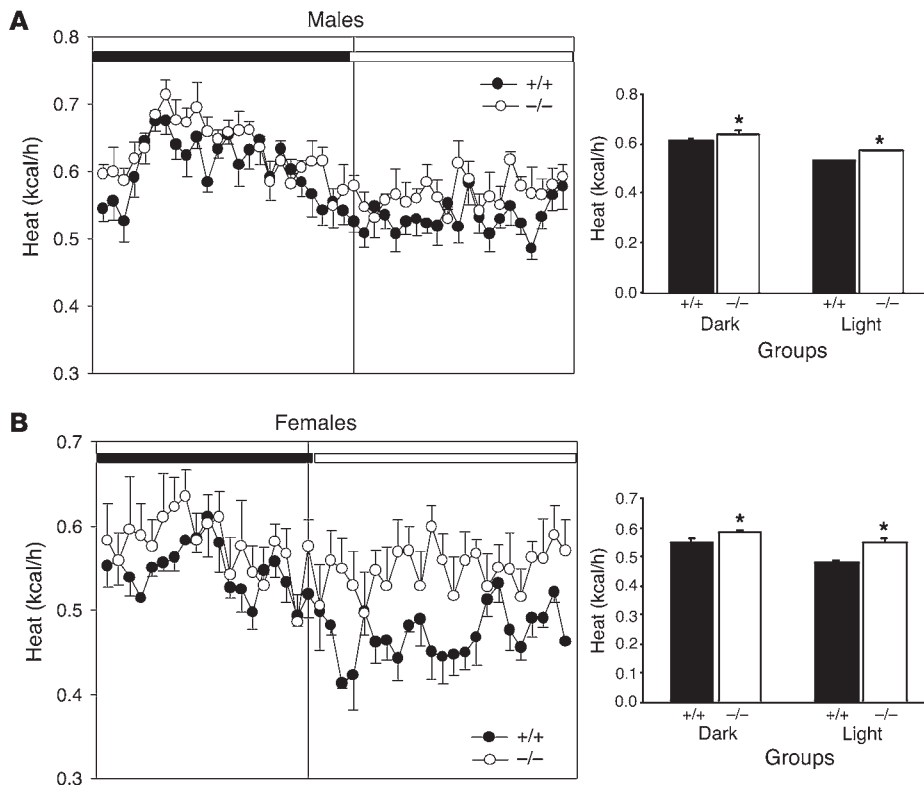 A
Males
0.8
0.7
0.6
0.5
0.4
0.3
Heat (kcal/h)
+/+
−/−
0.8
0.6
0.4
0.2
0.0
Heat (kcal/h)
*
*
+/+ −/− +/+ −/−
Dark Light
Groups
B
Females
0.7
0.6
0.5
0.4
0.3
Heat (kcal/h)
+/+
−/−
0.7
0.6
0.5
0.4
0.3
0.2
0.1
0.0
Heat (kcal/h)
*
*
+/+ −/− +/+ −/−
Dark Light
Groups